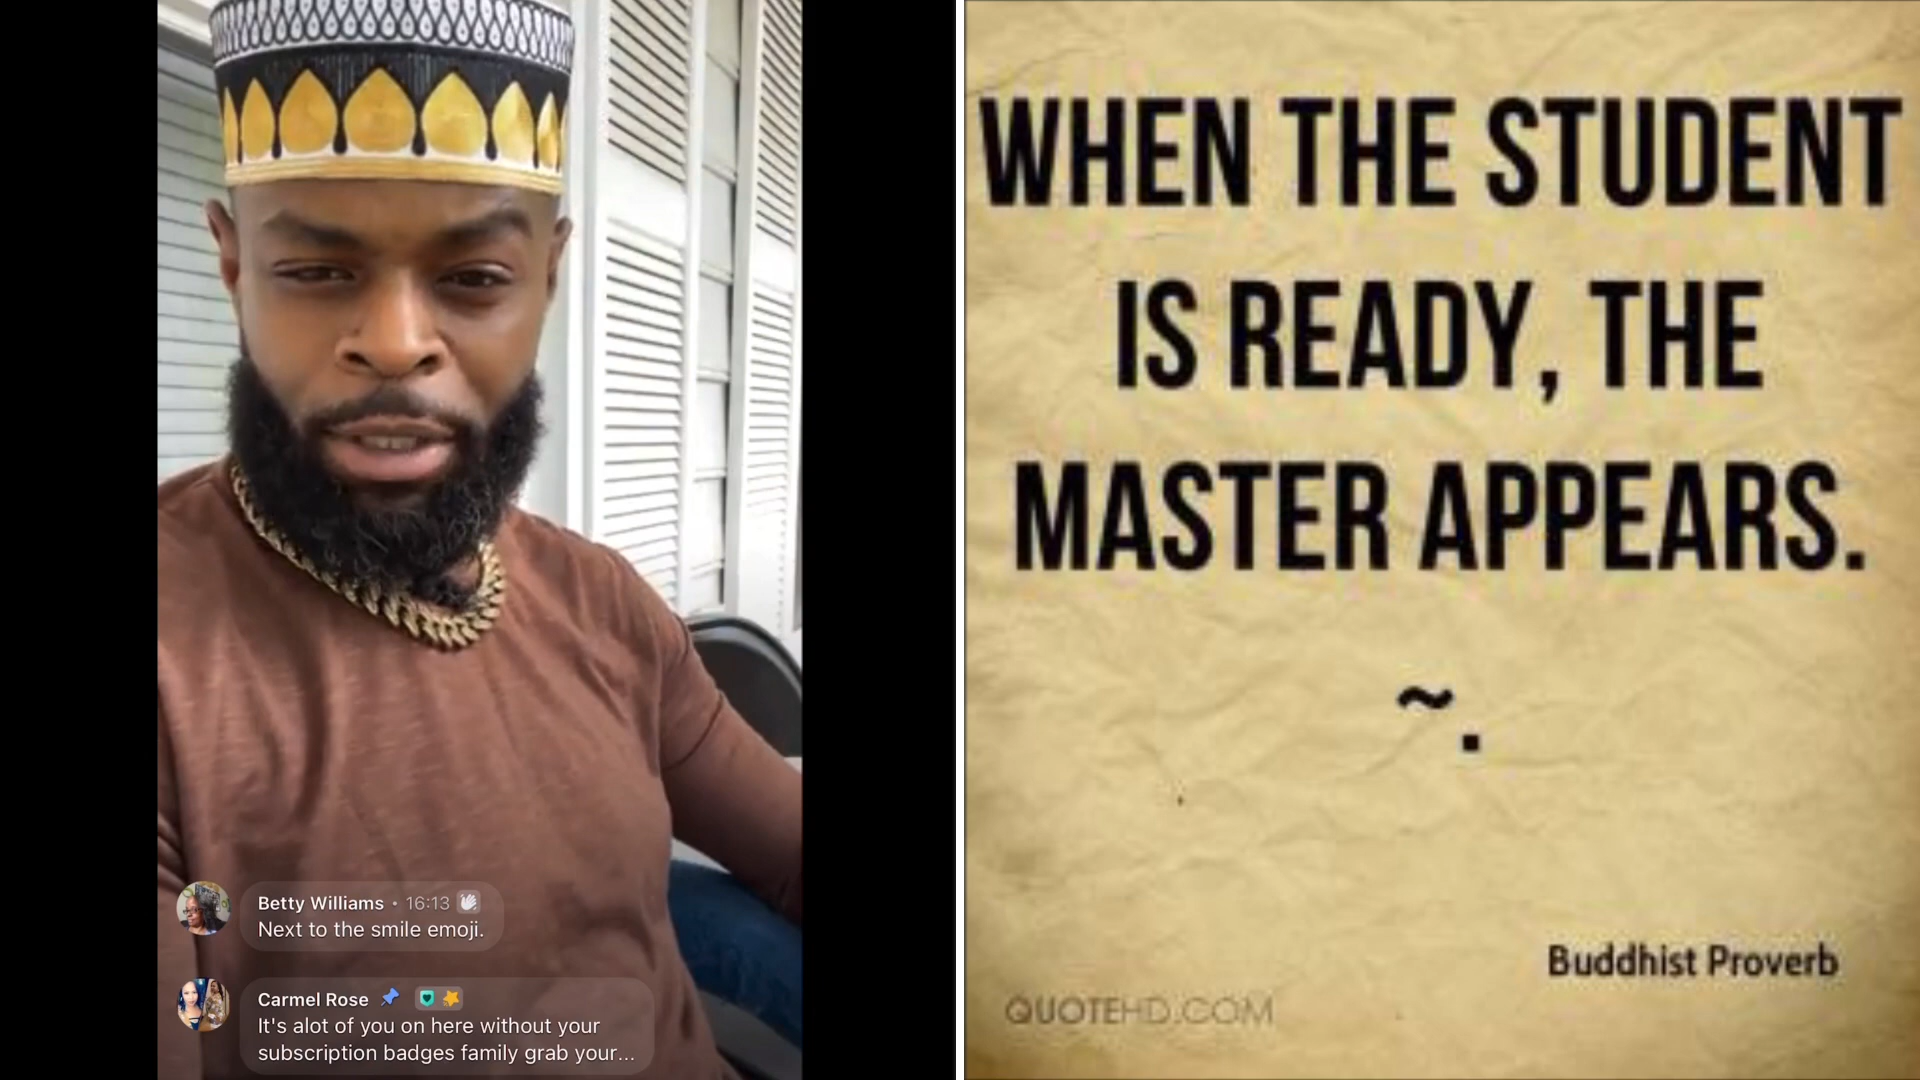 Betty Williams • 16:13
Next to the smile emoji.
Carmel Rose
It's alot of you on here without your
subscription badges family grab your...
WHEN THE STUDENT
IS READY, THE
MASTER APPEARS.
~.
Buddhist Proverb
QUOTEHD.COM